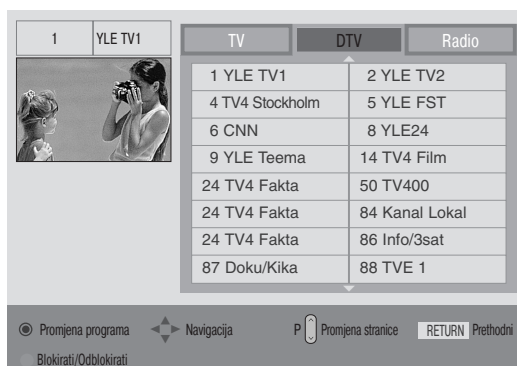 1 YLE TV1
TV DTV Radio
1 YLE TV1 2 YLE TV2
4 TV4 Stockholm 5 YLE FST
6 CNN 8 YLE24
9 YLE Teema 14 TV4 Film
24 TV4 Fakta 50 TV400
24 TV4 Fakta 84 Kanal Lokal
24 TV4 Fakta 86 Info/3sat
87 Doku/Kika 88 TVE 1
Promjena programa Navigacija P Promjena stranice RETURN Prethodni
Blokirati/Odblokirati